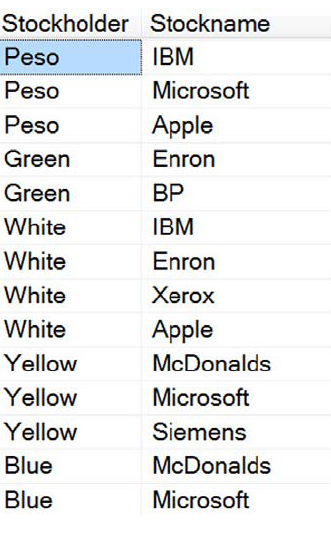 Stockholder Stockname
Peso IBM
Peso Microsoft
Peso Apple
Green Enron
Green BP
White IBM
White Enron
White Xerox
White Apple
Yellow McDonalds
Yellow Microsoft
Yellow Siemens
Blue McDonalds
Blue Microsoft